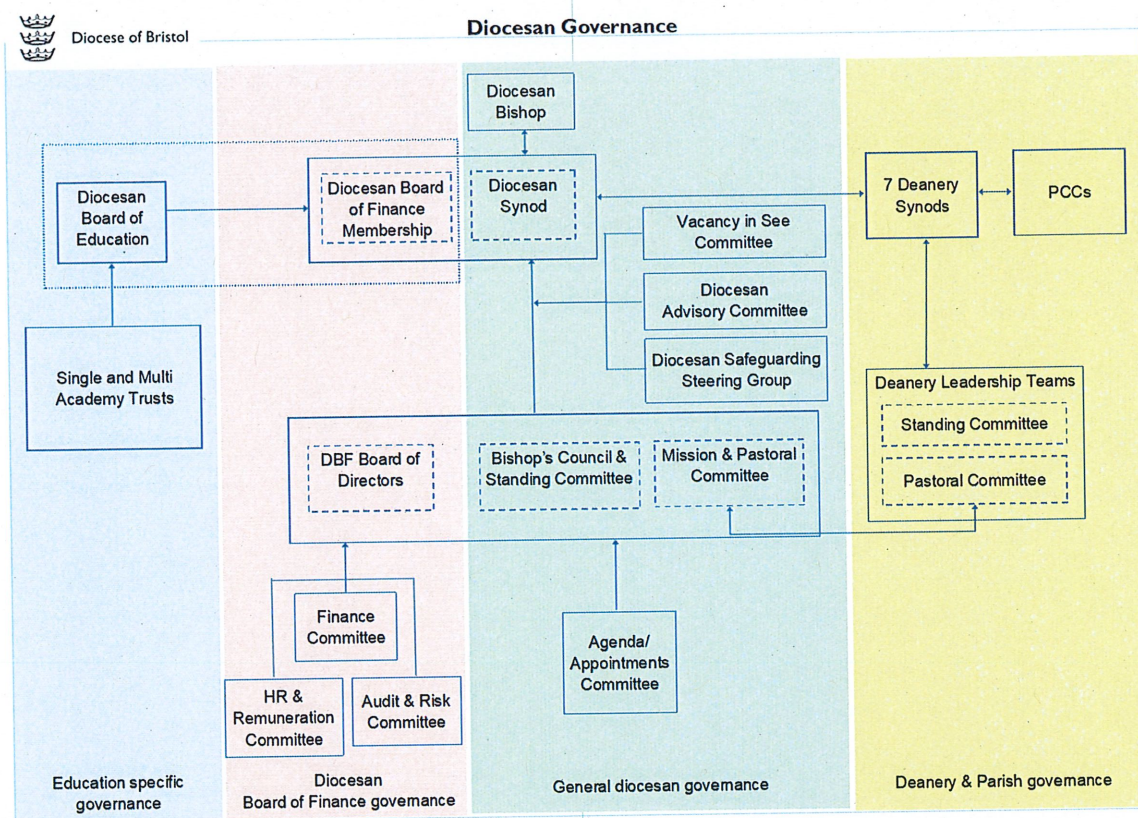 Diocese of Bristol
Diocesan Governance
Diocesan
Bishop
Diocesan
Board of
Education
Diocesan Board
of Finance
Membership
Diocesan
Synod
7 Deanery
Synods
PCCs
Vacancy in See
Committee
Diocesan
Advisory Committee
Diocesan Safeguarding
Steering Group
Single and Multi
Academy Trusts
Deanery Leadership Teams
Standing Committee
Pastoral Committee
DBF Board of
Directors
Bishop's Council &
Standing Committee
Mission & Pastoral
Committee
Finance
Committee
HR &
Remuneration
Committee
Audit & Risk
Committee
Agenda/
Appointments
Committee
Education specific
governance
Diocesan
Board of Finance governance
General diocesan governance
Deanery & Parish governance